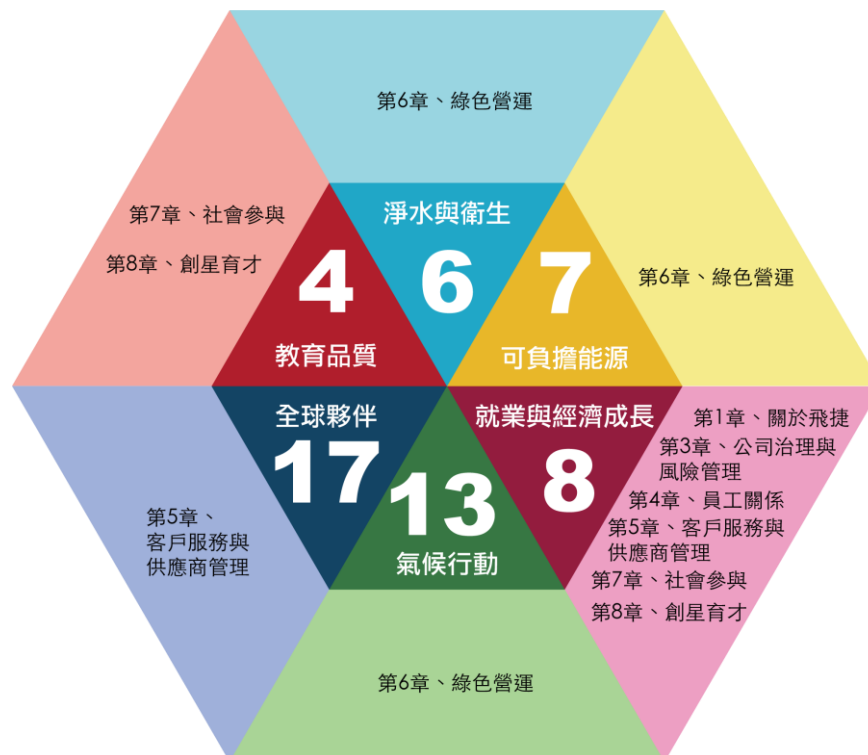 第6章、綠色營運
第7章、社會參與
第8章、創星育才
4
教育品質
淨水與衛生
6
7
可負擔能源
第6章、綠色營運
全球夥伴
17
第5章、
客戶服務與
供應商管理
13
氣候行動
就業與經濟成長
8
第1章、關於飛捷
第3章、公司治理與
風險管理
第4章、員工關係
第5章、客戶服務與
供應商管理
第7章、社會參與
第8章、創星育才
第6章、綠色營運